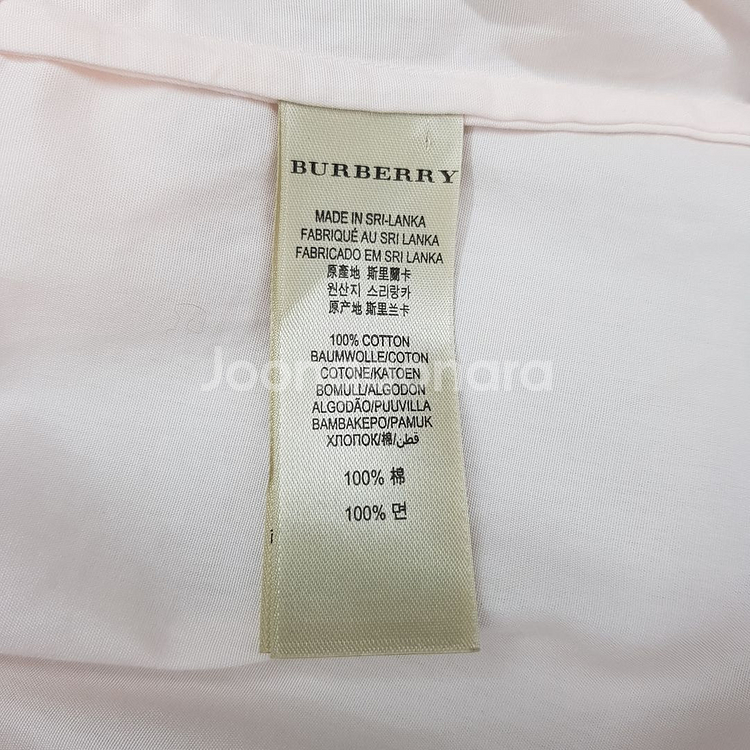 BURBERRY
MADE IN SRI-LANKA
FABRIQUÉ AU SRI LANKA
FABRICADO EM SRI LANKA
原產地 斯里蘭卡
원산지 스리랑카
原产地 斯里兰卡
100% COTTON
BAUMWOLLE/COTON
COTONE/KATOEN
BOMULL/ALGODON
ALGODÃO/PUUVILLA
BAMBAKEPO/PAMUK
ХЛОПОК/棉/قطن
100% 棉
100% 면